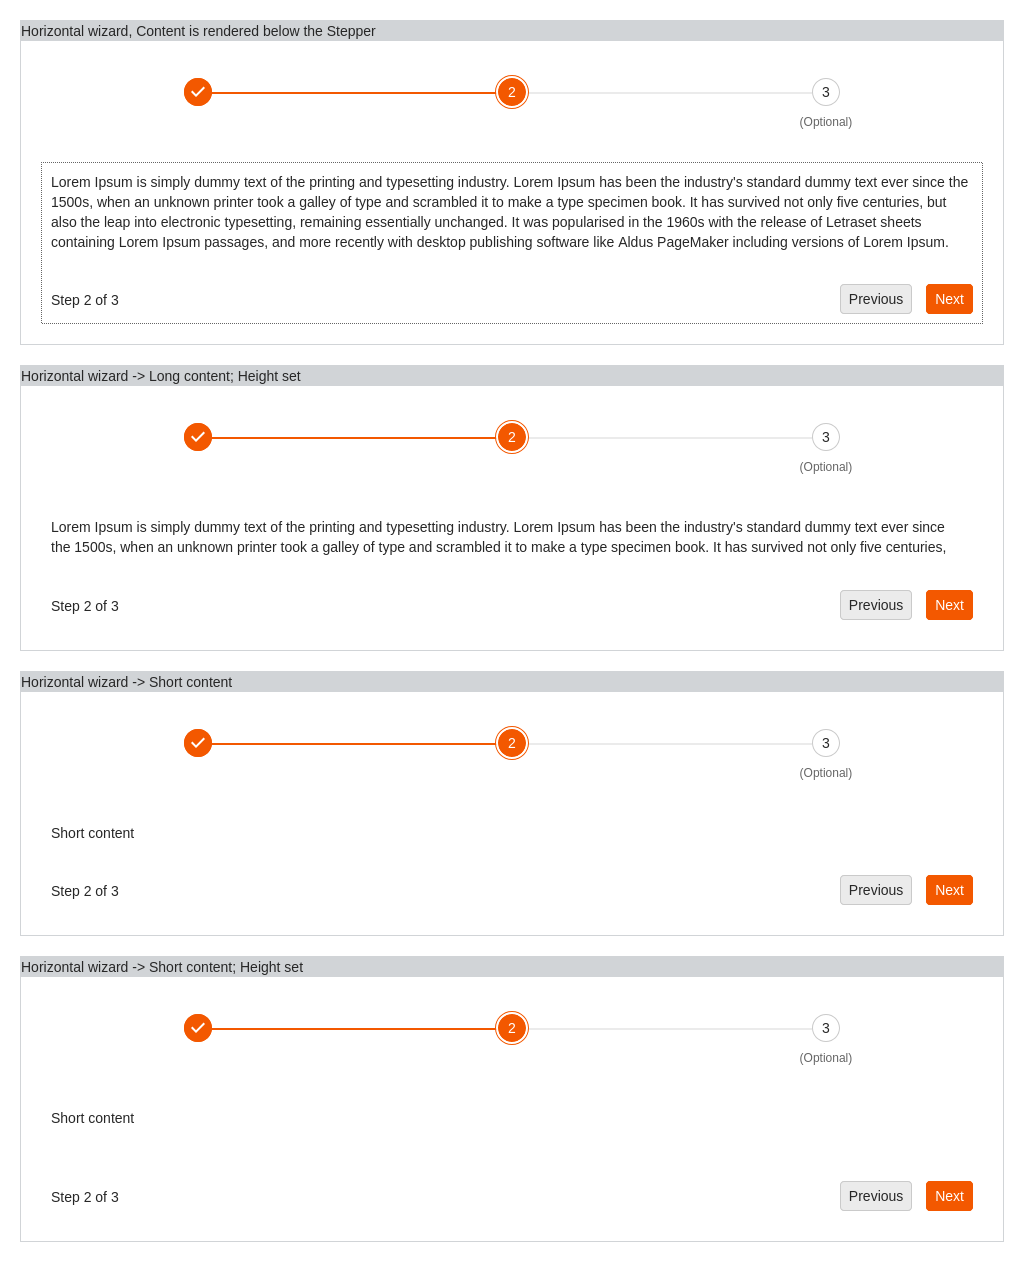 Horizontal wizard, Content is rendered below the Stepper
2
3
(Optional)
Lorem Ipsum is simply dummy text of the printing and typesetting industry. Lorem Ipsum has been the industry's standard dummy text ever since the
1500s, when an unknown printer took a galley of type and scrambled it to make a type specimen book. It has survived not only five centuries, but
also the leap into electronic typesetting, remaining essentially unchanged. It was popularised in the 1960s with the release of Letraset sheets
containing Lorem Ipsum passages, and more recently with desktop publishing software like Aldus PageMaker including versions of Lorem Ipsum.
Step 2 of 3
Previous
Next
Horizontal wizard -> Long content; Height set
2
3
(Optional)
Lorem Ipsum is simply dummy text of the printing and typesetting industry. Lorem Ipsum has been the industry's standard dummy text ever since
the 1500s, when an unknown printer took a galley of type and scrambled it to make a type specimen book. It has survived not only five centuries,
Step 2 of 3
Previous
Next
Horizontal wizard -> Short content
2
3
(Optional)
Short content
Step 2 of 3
Previous
Next
Horizontal wizard -> Short content; Height set
2
3
(Optional)
Short content
Step 2 of 3
Previous
Next